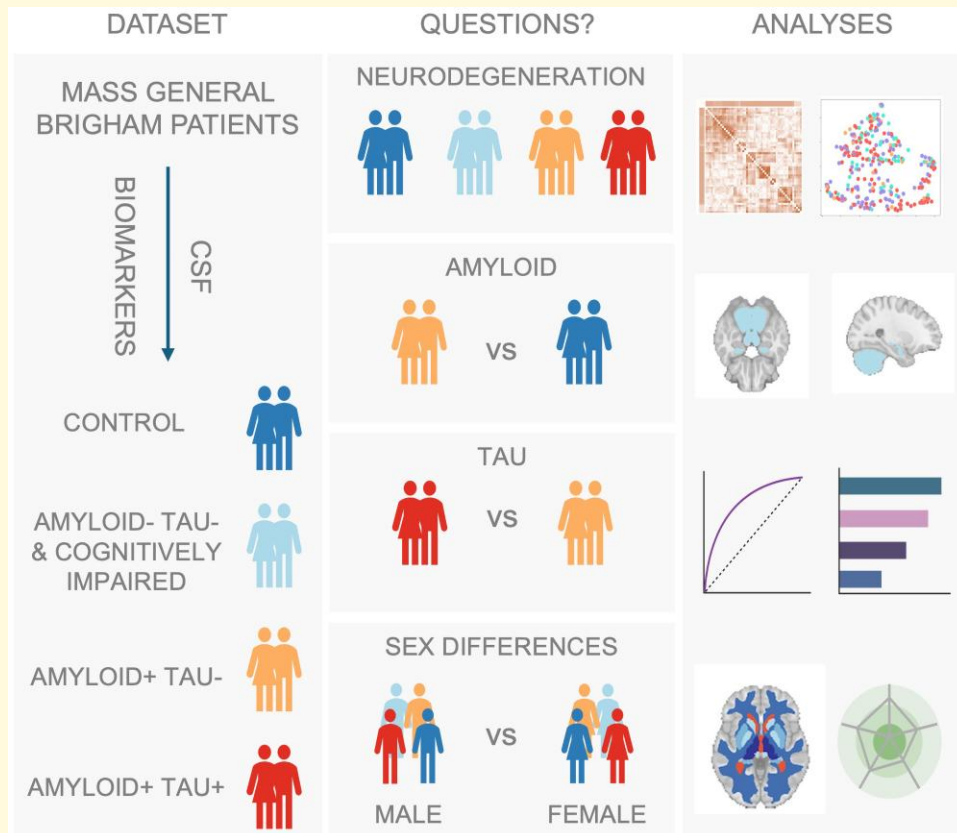 DATASET
MASS GENERAL
BRIGHAM PATIENTS
BIOMARKERS
CSF
CONTROL
AMYLOID- TAU-
& COGNITIVELY
IMPAIRED
AMYLOID+ TAU-
AMYLOID+ TAU+
QUESTIONS?
NEURODEGENERATION
AMYLOID
VS
TAU
VS
SEX DIFFERENCES
VS
MALE
FEMALE
ANALYSES